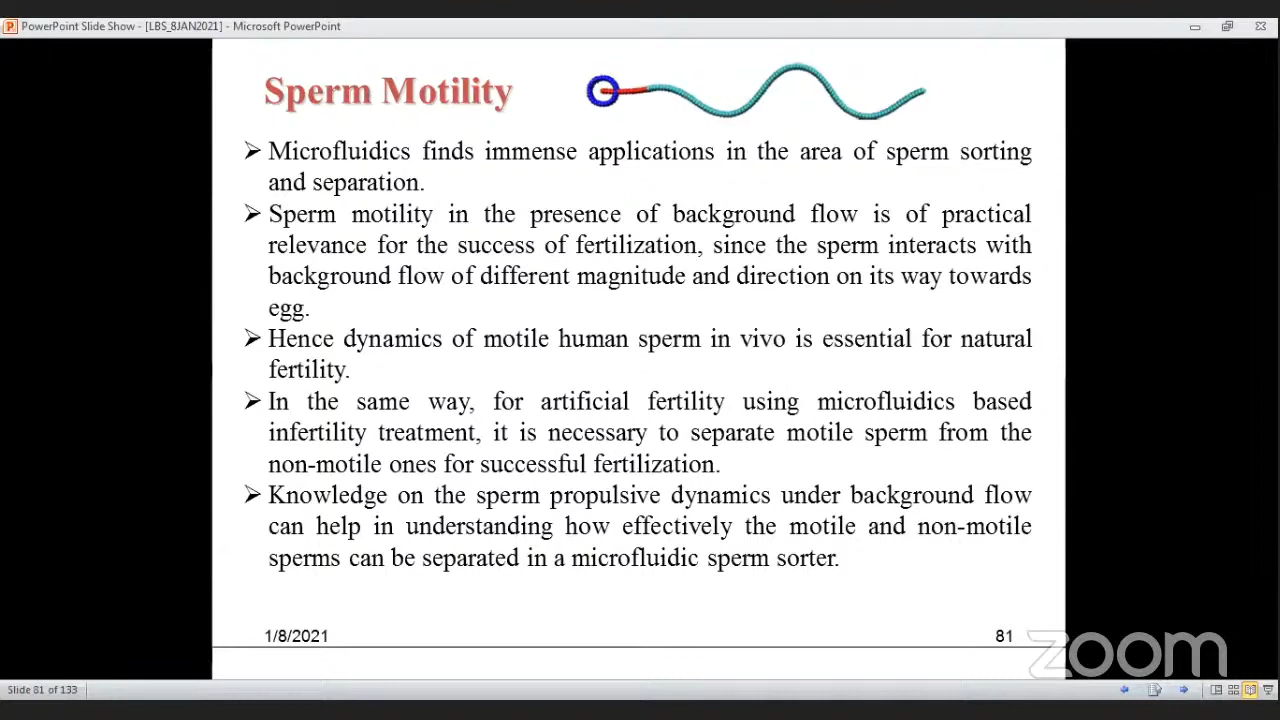 PowerPoint Slide Show - [LBS_8JAN2021] - Microsoft PowerPoint
Sperm Motility
➢ Microfluidics finds immense applications in the area of sperm sorting
and separation.
➢ Sperm motility in the presence of background flow is of practical
relevance for the success of fertilization, since the sperm interacts with
background flow of different magnitude and direction on its way towards
egg.
➢ Hence dynamics of motile human sperm in vivo is essential for natural
fertility.
➢ In the same way, for artificial fertility using microfluidics based
infertility treatment, it is necessary to separate motile sperm from the
non-motile ones for successful fertilization.
➢ Knowledge on the sperm propulsive dynamics under background flow
can help in understanding how effectively the motile and non-motile
sperms can be separated in a microfluidic sperm sorter.
1/8/2021 81
zoom
Slide 81 of 133